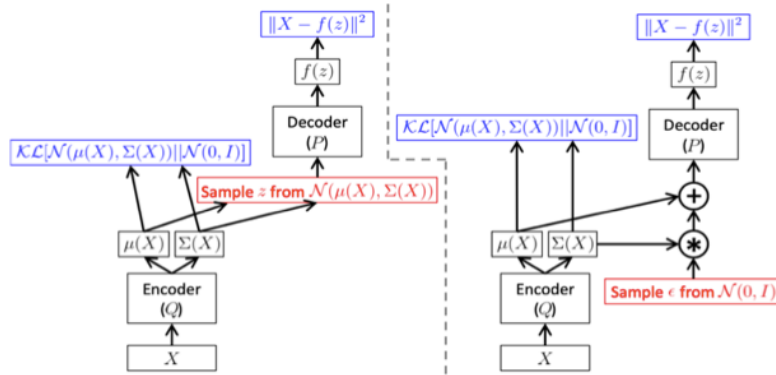 ‖X − f(z)‖²
f(z)
Decoder
(P)
𝒦ℒ[𝒩(μ(X), Σ(X))||𝒩(0, I)]
Sample z from 𝒩(μ(X), Σ(X))
μ(X)
Σ(X)
Encoder
(Q)
X
‖X − f(z)‖²
f(z)
Decoder
(P)
𝒦ℒ[𝒩(μ(X), Σ(X))||𝒩(0, I)]
+
μ(X)
Σ(X)
*
Encoder
(Q)
Sample ϵ from 𝒩(0, I)
X